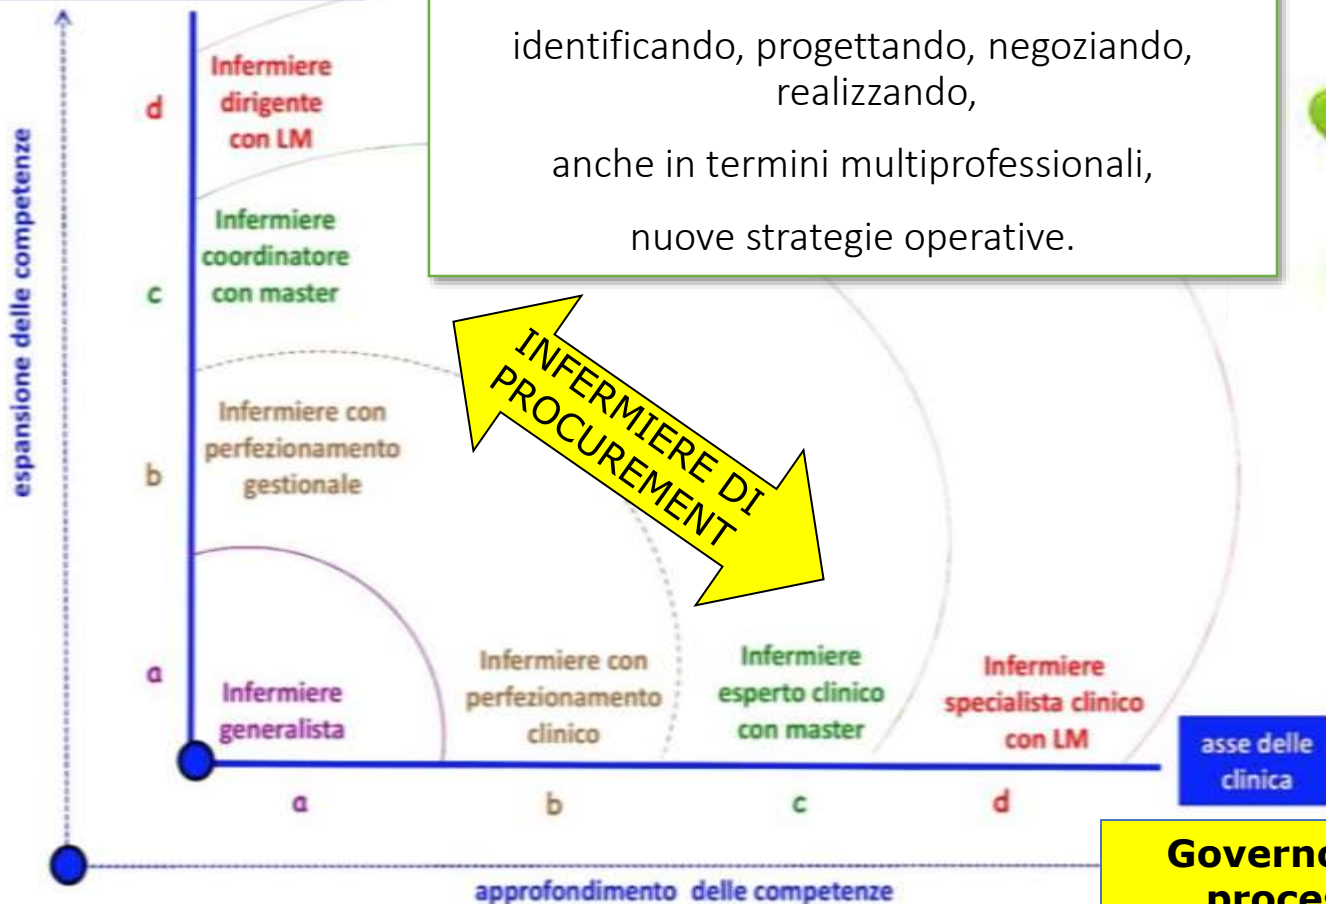 identificando, progettando, negoziando,
realizzando,
anche in termini multiprofessionali,
nuove strategie operative.
espansione delle competenze
d
Infermiere
dirigente
con LM
c
Infermiere
coordinatore
con master
b
Infermiere con
perfezionamento
gestionale
INFERMIERE DI
PROCUREMENT
a
Infermiere
generalista
Infermiere con
perfezionamento
clinico
Infermiere
esperto clinico
con master
Infermiere
specialista clinico
con LM
asse delle
clinica
a
b
c
d
approfondimento delle competenze